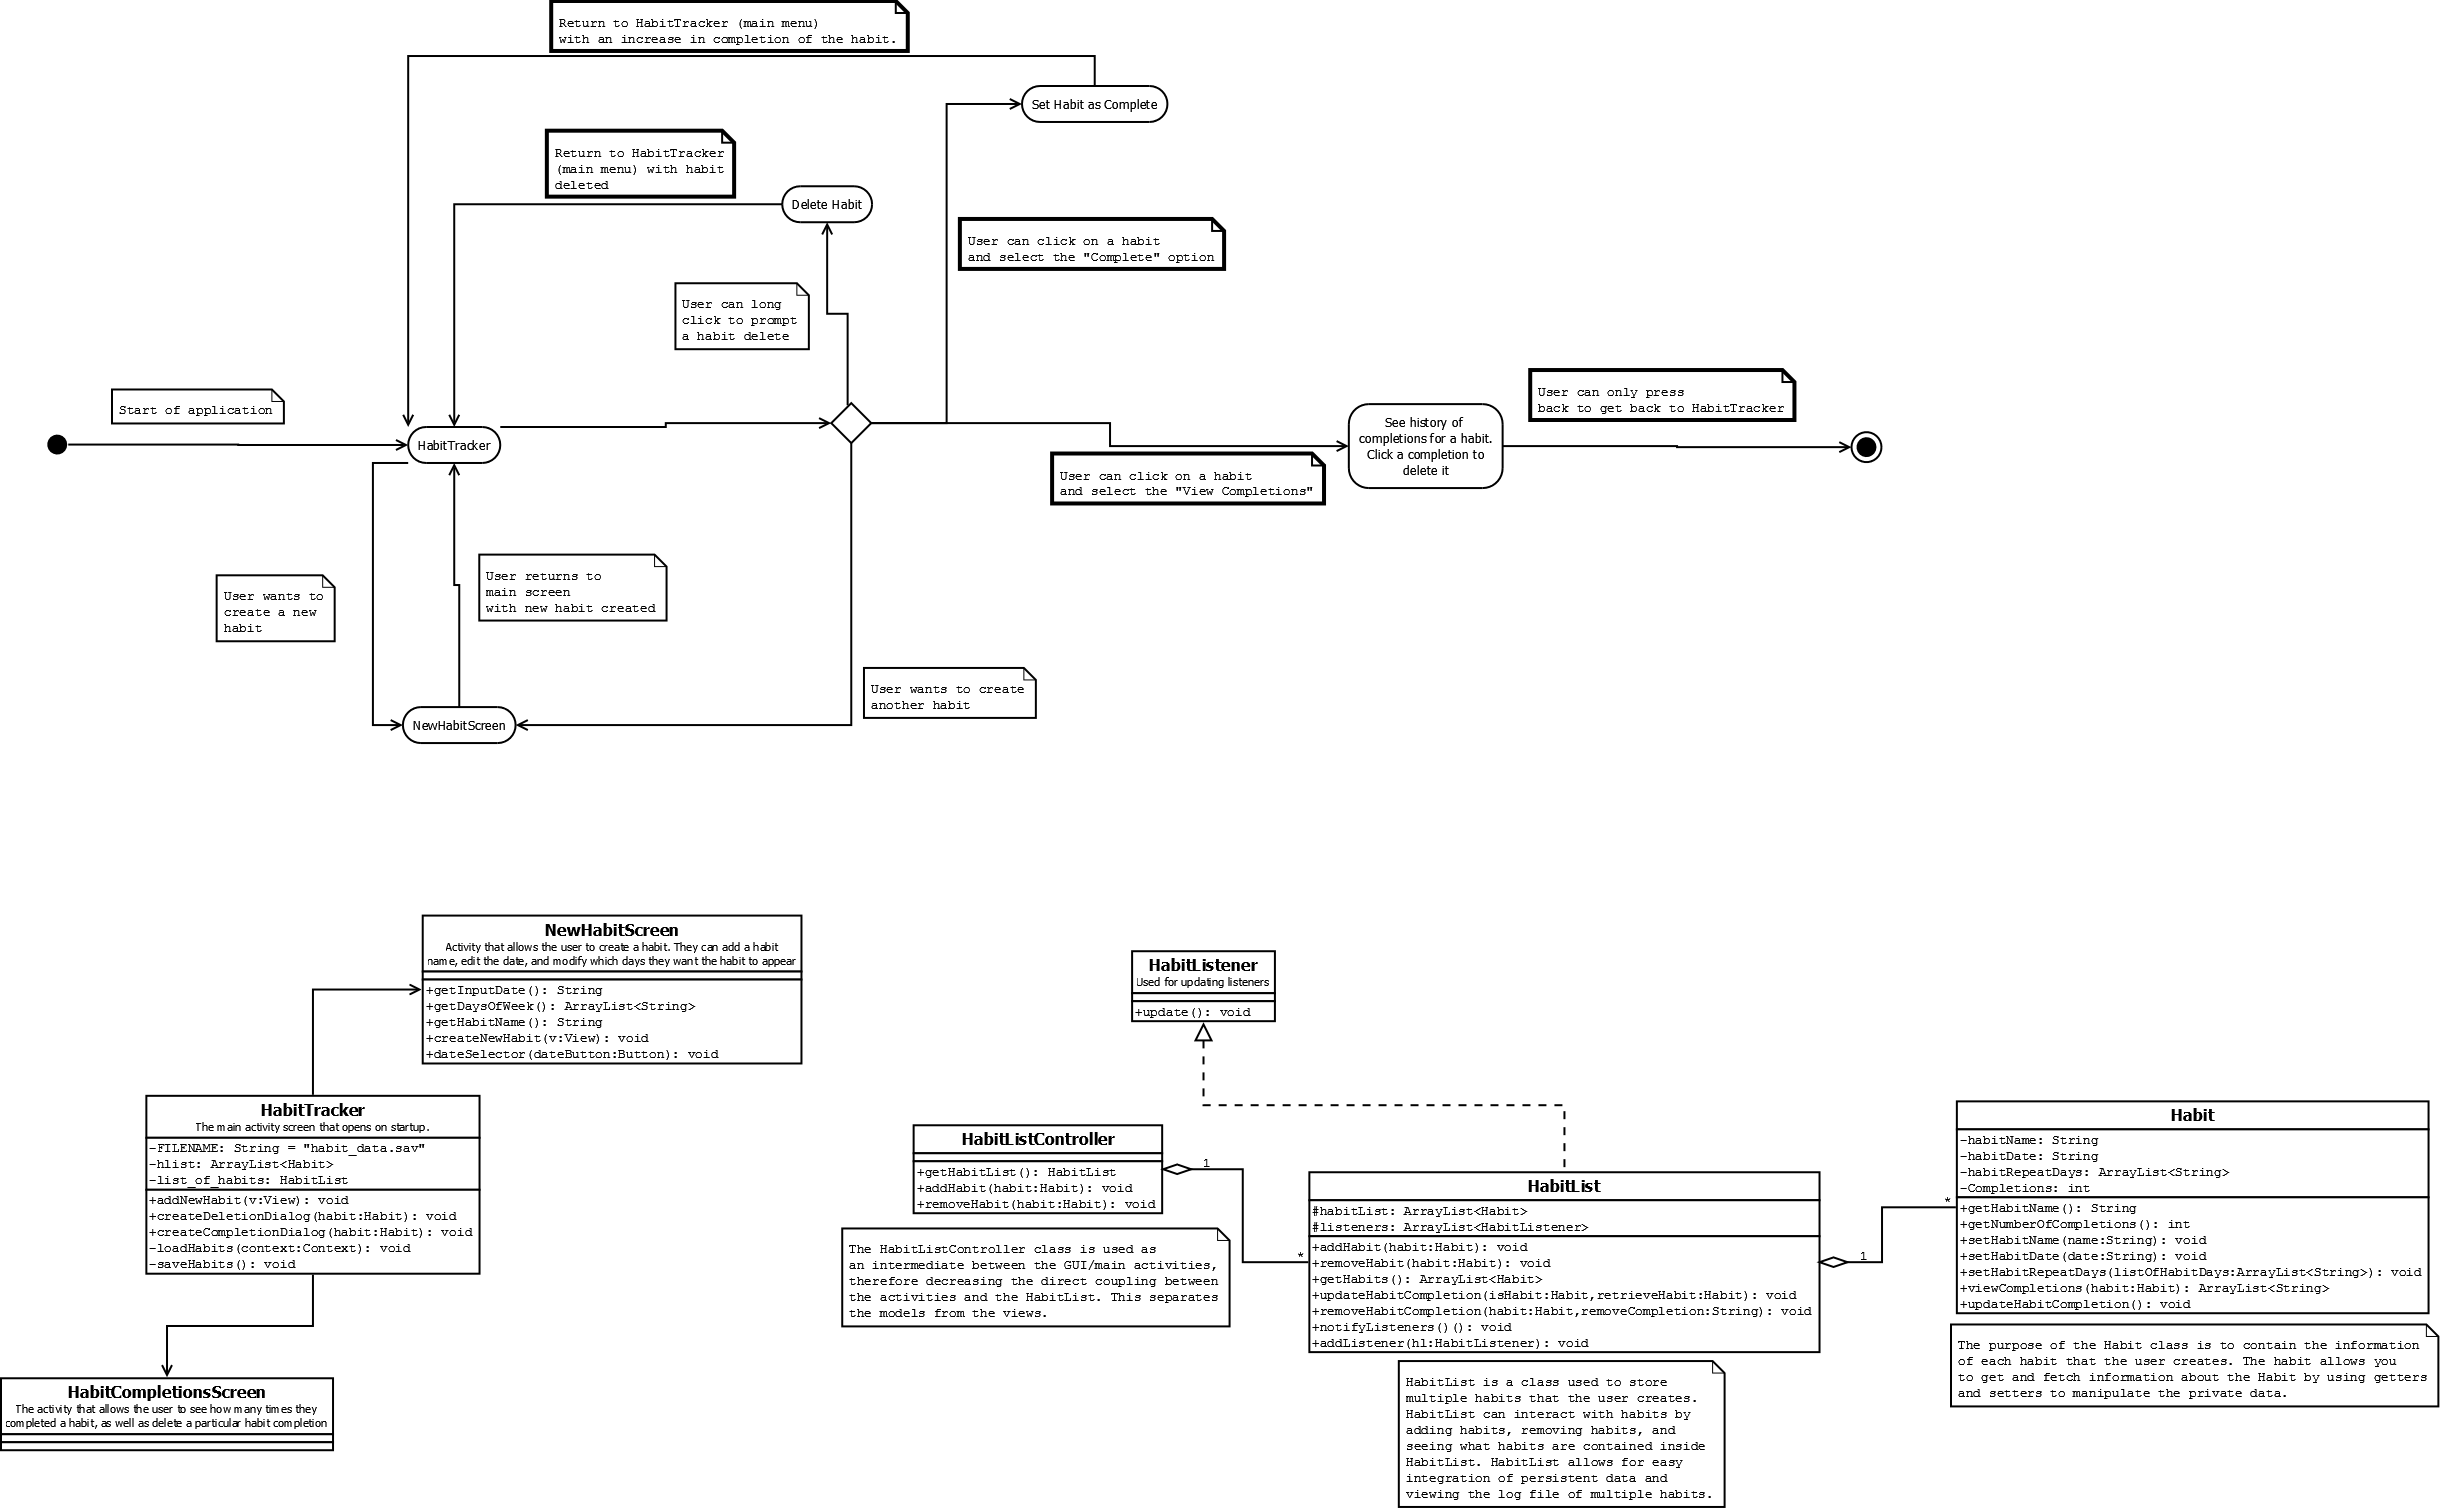 Return to HabitTracker (main menu)
with an increase in completion of the habit.
Set Habit as Complete
Return to HabitTracker
(main menu) with habit
deleted
Delete Habit
User can click on a habit
and select the "Complete" option
User can long
click to prompt
a habit delete
Start of application
HabitTracker
See history of
completions for a habit.
Click a completion to
delete it
User can only press
back to get back to HabitTracker
User can click on a habit
and select the "View Completions"
User wants to
create a new
habit
User returns to
main screen
with new habit created
User wants to create
another habit
NewHabitScreen
NewHabitScreen
Activity that allows the user to create a habit. They can add a habit
name, edit the date, and modify which days they want the habit to appear
+getInputDate(): String
+getDaysOfWeek(): ArrayList<String>
+getHabitName(): String
+createNewHabit(v:View): void
+dateSelector(dateButton:Button): void
HabitTracker
The main activity screen that opens on startup.
-FILENAME: String = "habit_data.sav"
-hlist: ArrayList<Habit>
-list_of_habits: HabitList
+addNewHabit(v:View): void
+createDeletionDialog(habit:Habit): void
+createCompletionDialog(habit:Habit): void
-loadHabits(context:Context): void
-saveHabits(): void
HabitCompletionsScreen
The activity that allows the user to see how many times they
completed a habit, as well as delete a particular habit completion
HabitListener
Used for updating listeners
+update(): void
HabitListController
+getHabitList(): HabitList
+addHabit(habit:Habit): void
+removeHabit(habit:Habit): void
1
*
The HabitListController class is used as
an intermediate between the GUI/main activities,
therefore decreasing the direct coupling between
the activities and the HabitList. This separates
the models from the views.
HabitList
#habitList: ArrayList<Habit>
#listeners: ArrayList<HabitListener>
+addHabit(habit:Habit): void
+removeHabit(habit:Habit): void
+getHabits(): ArrayList<Habit>
+updateHabitCompletion(isHabit:Habit,retrieveHabit:Habit): void
+removeHabitCompletion(habit:Habit,removeCompletion:String): void
+notifyListeners()(): void
+addListener(hl:HabitListener): void
1
*
HabitList is a class used to store
multiple habits that the user creates.
HabitList can interact with habits by
adding habits, removing habits, and
seeing what habits are contained inside
HabitList. HabitList allows for easy
integration of persistent data and
viewing the log file of multiple habits.
Habit
-habitName: String
-habitDate: String
-habitRepeatDays: ArrayList<String>
-Completions: int
+getHabitName(): String
+getNumberOfCompletions(): int
+setHabitName(name:String): void
+setHabitDate(date:String): void
+setHabitRepeatDays(listOfHabitDays:ArrayList<String>): void
+viewCompletions(habit:Habit): ArrayList<String>
+updateHabitCompletion(): void
The purpose of the Habit class is to contain the information
of each habit that the user creates. The habit allows you
to get and fetch information about the Habit by using getters
and setters to manipulate the private data.